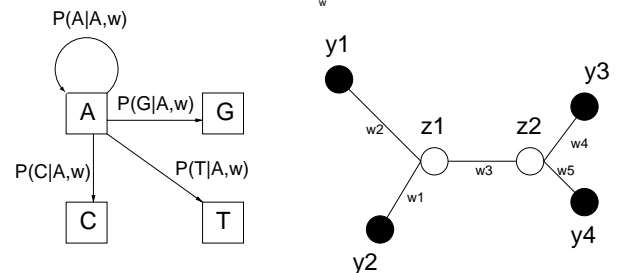 P(A|A,w)
A
P(G|A,w)
G
P(C|A,w)
P(T|A,w)
C
T
w
y1
y3
w2
z1
z2
w4
w3
w5
w1
y2
y4